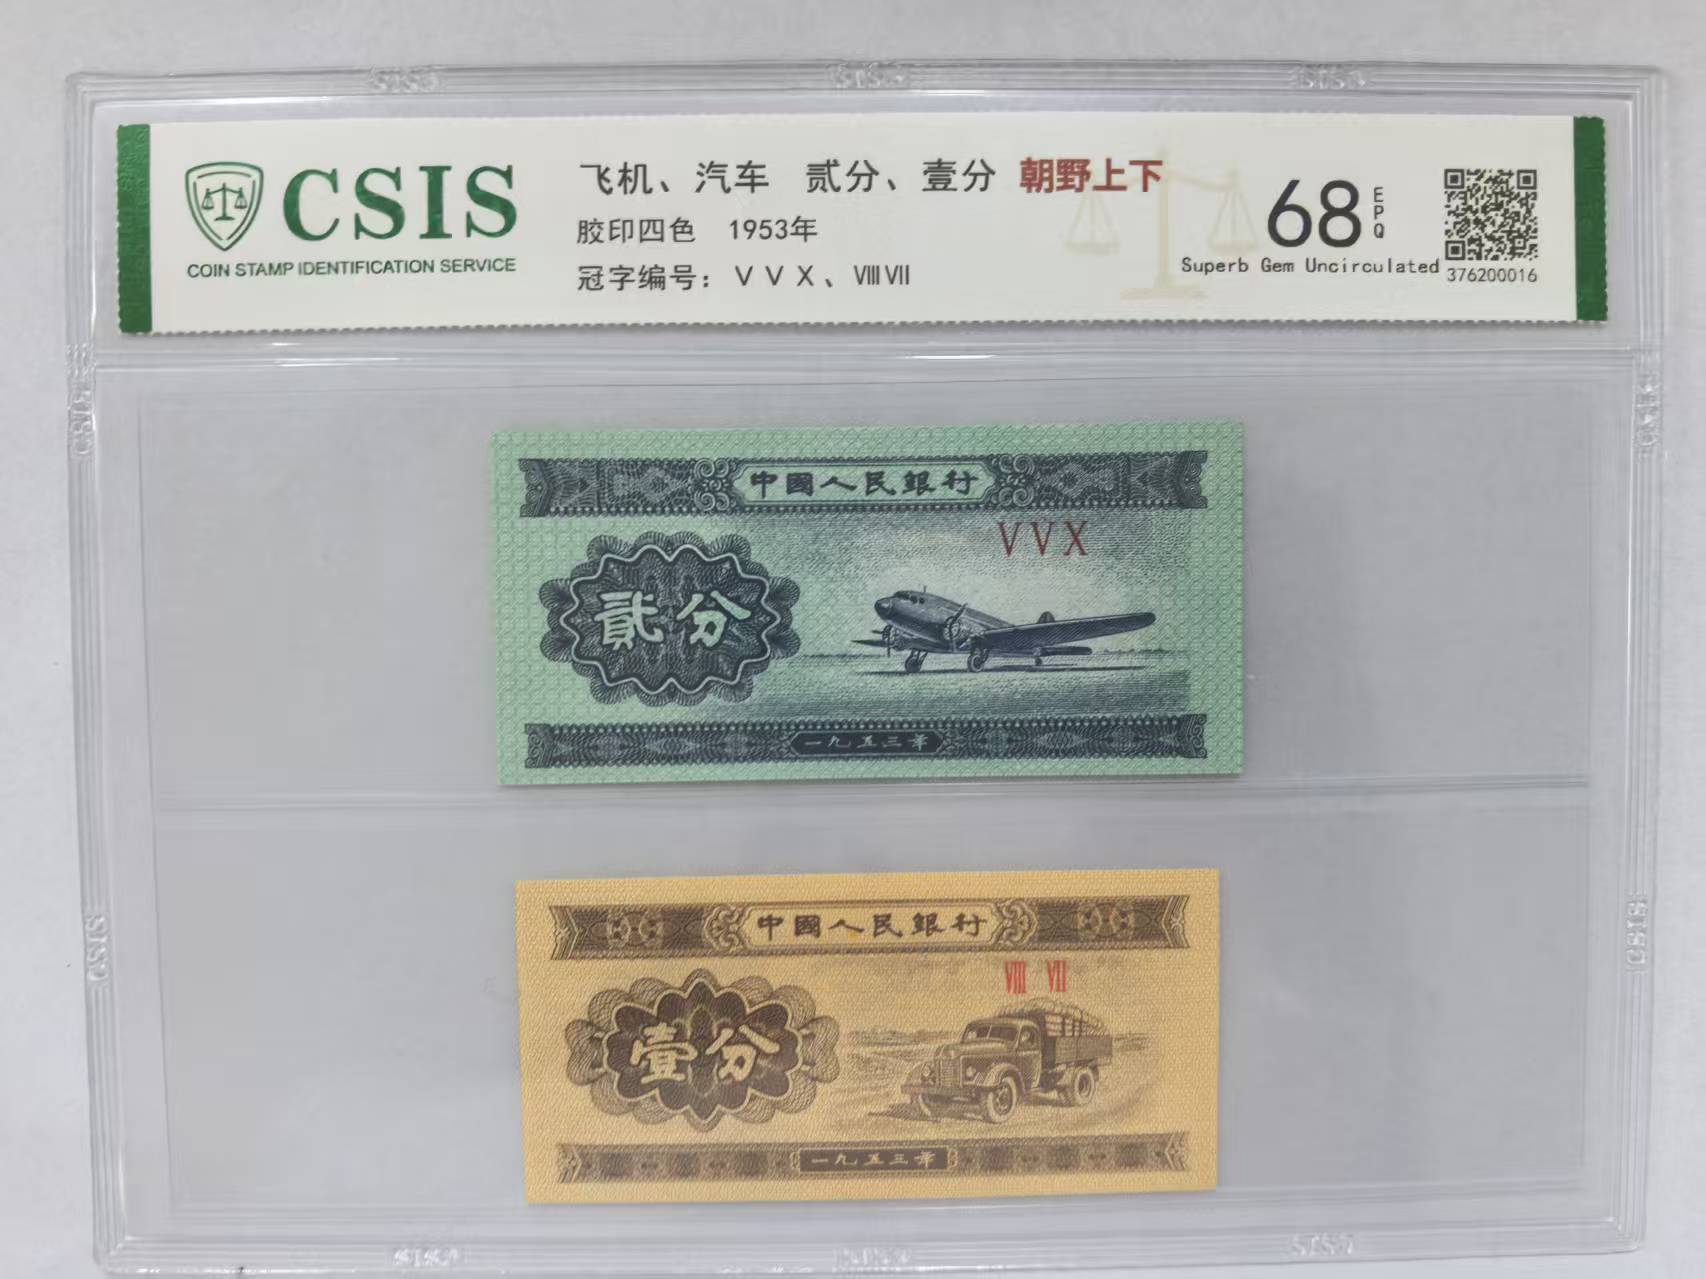 CSIS
COIN STAMP IDENTIFICATION SERVICE
飞机、汽车 贰分、壹分 朝野上下
胶印四色 1953年
冠字编号：ⅤⅤⅩ、ⅧⅦ
68 EPQ
Superb Gem Uncirculated
376200016
中國人民銀行
ⅤⅤⅩ
貳分
一九五三年
中國人民銀行
Ⅷ Ⅶ
壹分
一九五三年